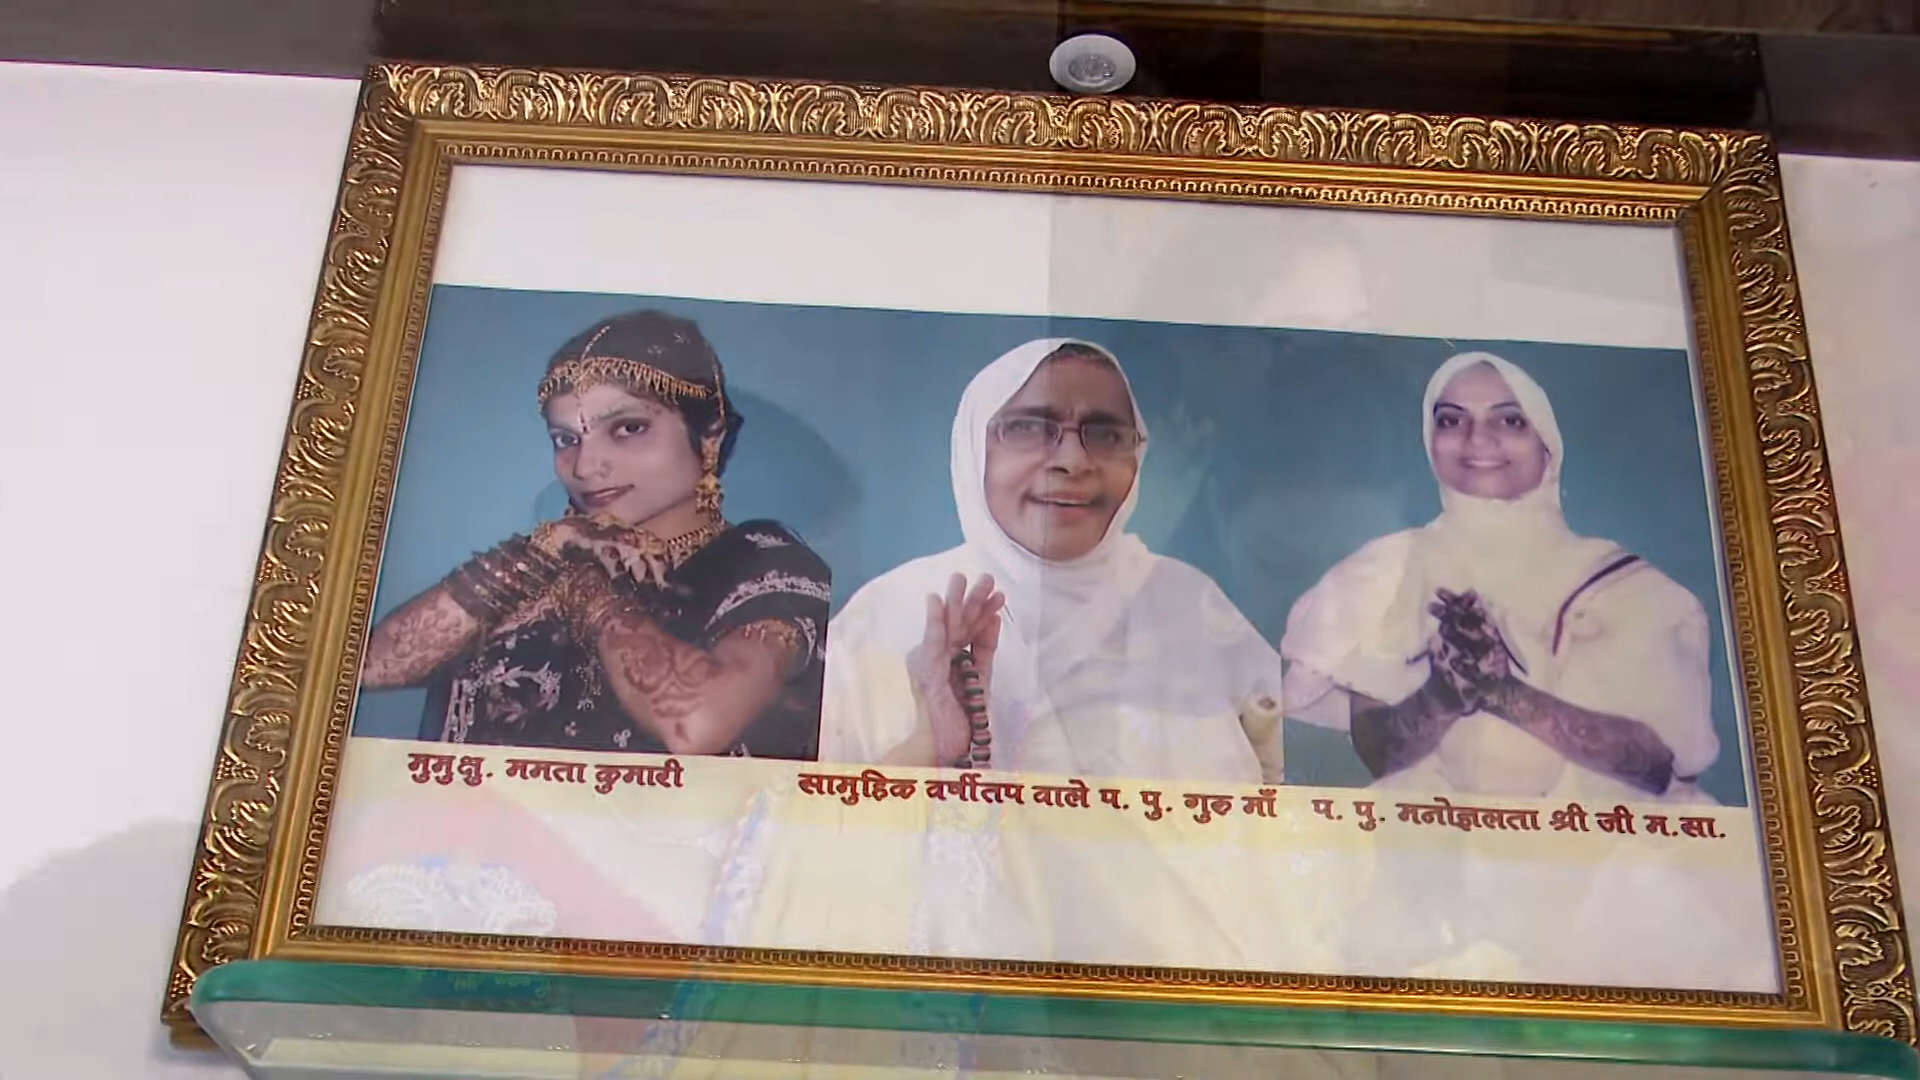 मुमुक्षु. ममता कुमारी
सामुहिक वर्षीतप वाले प. पु. गुरु माँ
प. पु. मनोज्ञलता श्री जी म.सा.